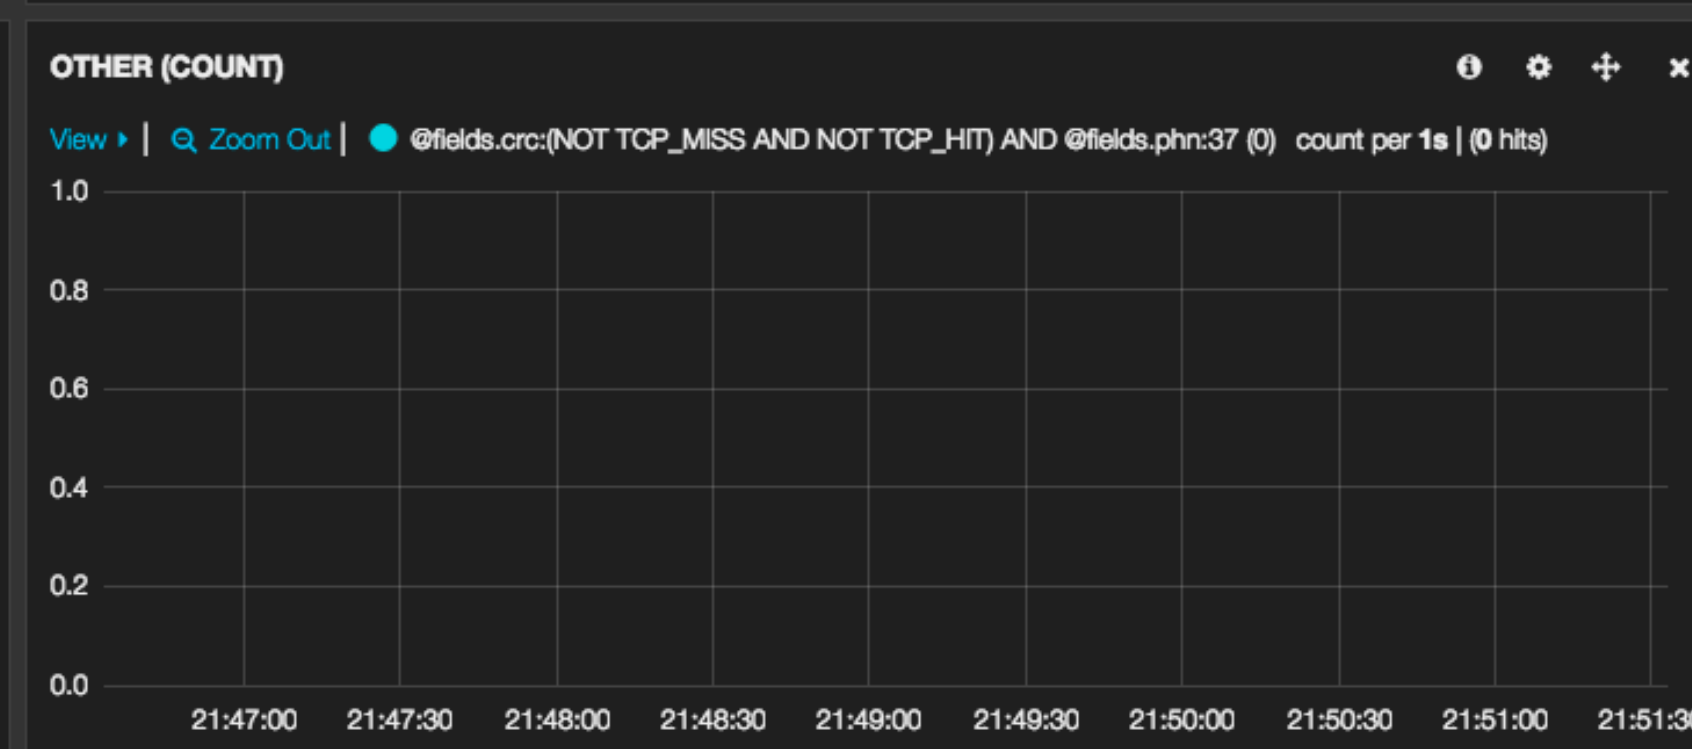 OTHER (COUNT)
View | Zoom Out | @fields.crc:(NOT TCP_MISS AND NOT TCP_HIT) AND @fields.phn:37 (0) count per 1s | (0 hits)
1.0
0.8
0.6
0.4
0.2
0.0
21:47:00 21:47:30 21:48:00 21:48:30 21:49:00 21:49:30 21:50:00 21:50:30 21:51:00